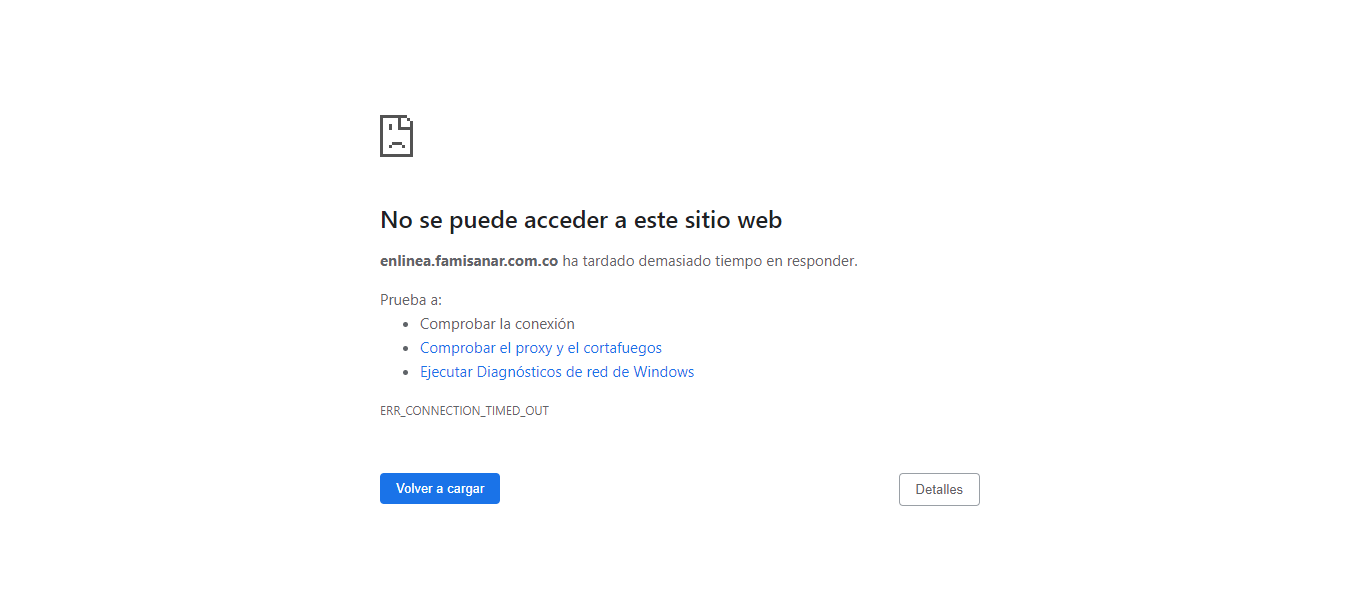 No se puede acceder a este sitio web
enlinea.famisanar.com.co ha tardado demasiado tiempo en responder.
Prueba a:
Comprobar la conexión
Comprobar el proxy y el cortafuegos
Ejecutar Diagnósticos de red de Windows
ERR_CONNECTION_TIMED_OUT
Volver a cargar
Detalles